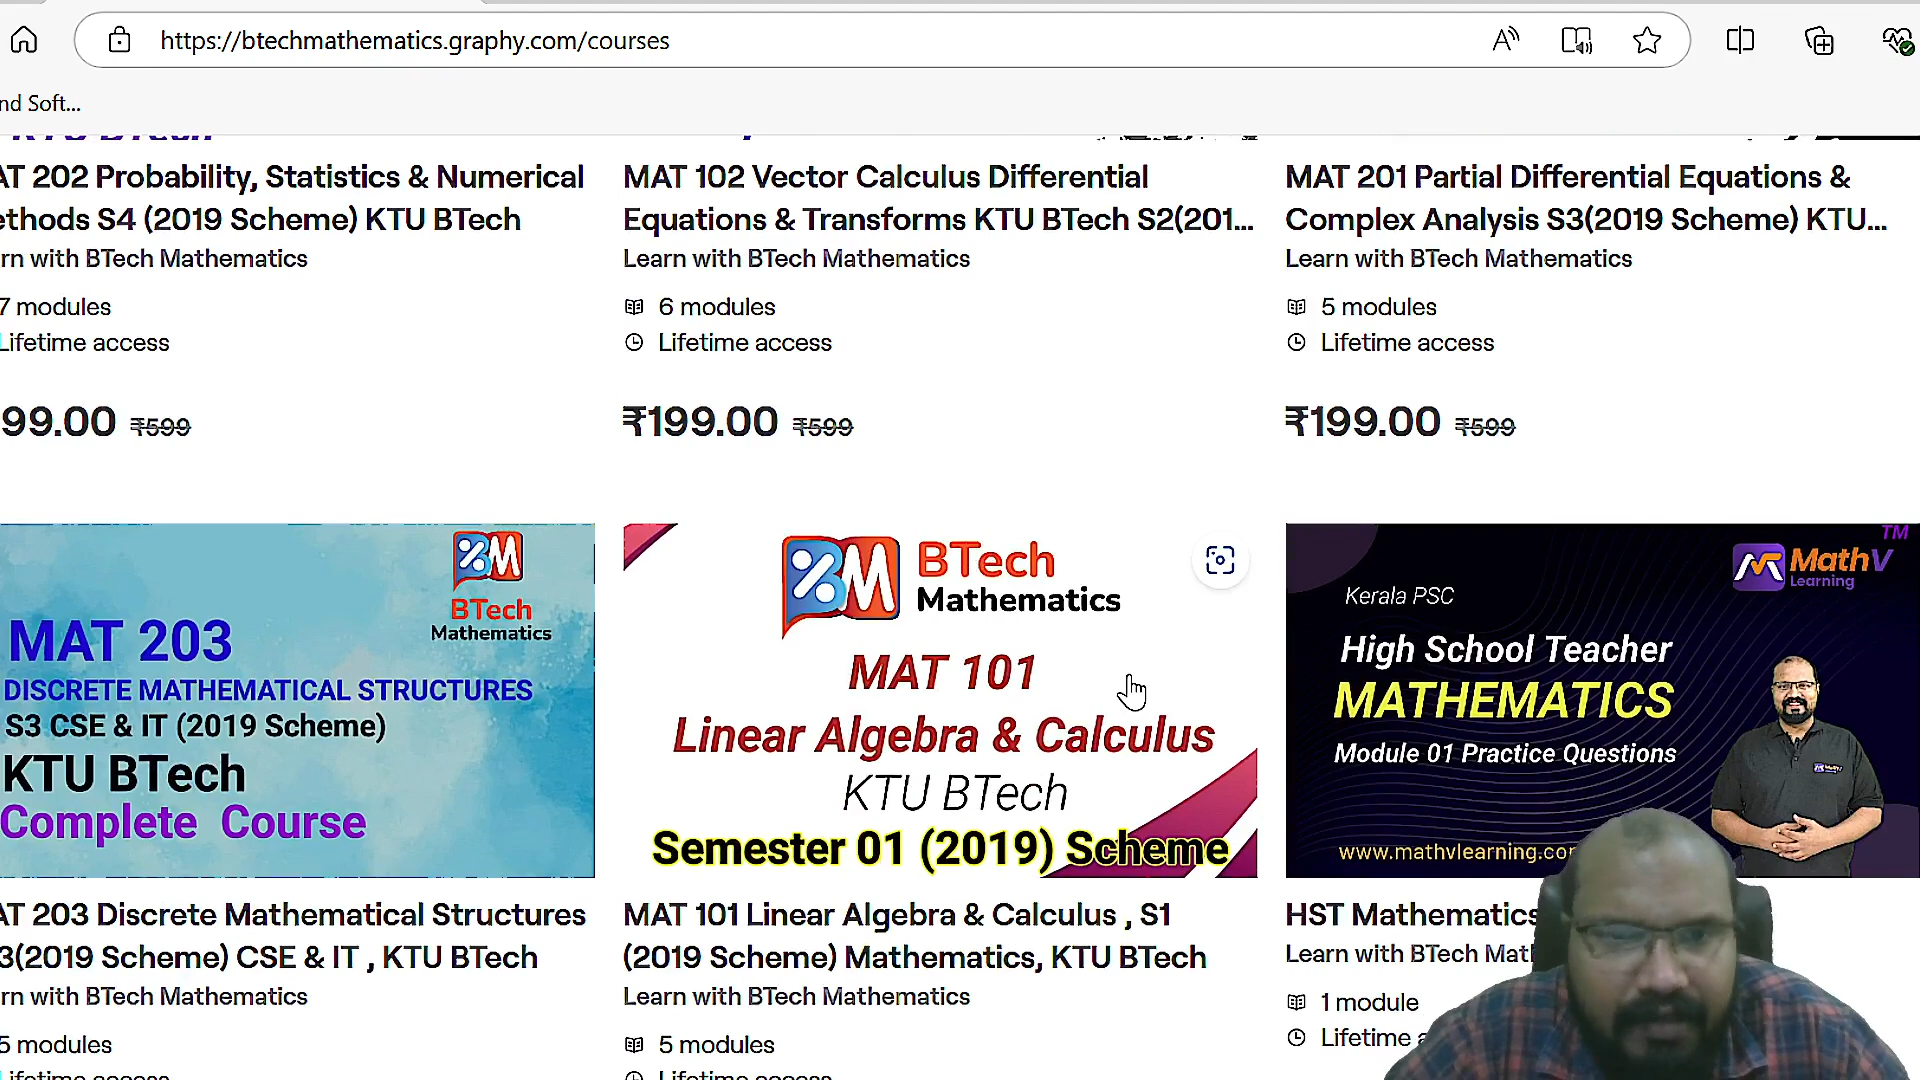 https://btechmathematics.graphy.com/courses
nd Soft...
AT 202 Probability, Statistics & Numerical
ethods S4 (2019 Scheme) KTU BTech
rn with BTech Mathematics
7 modules
Lifetime access
99.00 ₹599
MAT 102 Vector Calculus Differential
Equations & Transforms KTU BTech S2(201...
Learn with BTech Mathematics
6 modules
Lifetime access
₹199.00 ₹599
MAT 201 Partial Differential Equations &
Complex Analysis S3(2019 Scheme) KTU...
Learn with BTech Mathematics
5 modules
Lifetime access
₹199.00 ₹599
BM
BTech
Mathematics
MAT 203
DISCRETE MATHEMATICAL STRUCTURES
S3 CSE & IT (2019 Scheme)
KTU BTech
Complete Course
AT 203 Discrete Mathematical Structures
3(2019 Scheme) CSE & IT , KTU BTech
rn with BTech Mathematics
5 modules
Lifetime access
BM
BTech
Mathematics
MAT 101
Linear Algebra & Calculus
KTU BTech
Semester 01 (2019) Scheme
MAT 101 Linear Algebra & Calculus , S1
(2019 Scheme) Mathematics, KTU BTech
Learn with BTech Mathematics
5 modules
Lifetime access
TM
MathV
Learning
Kerala PSC
High School Teacher
MATHEMATICS
Module 01 Practice Questions
www.mathvlearning.co
HST Mathematics
Learn with BTech Mat
1 module
Lifetime a